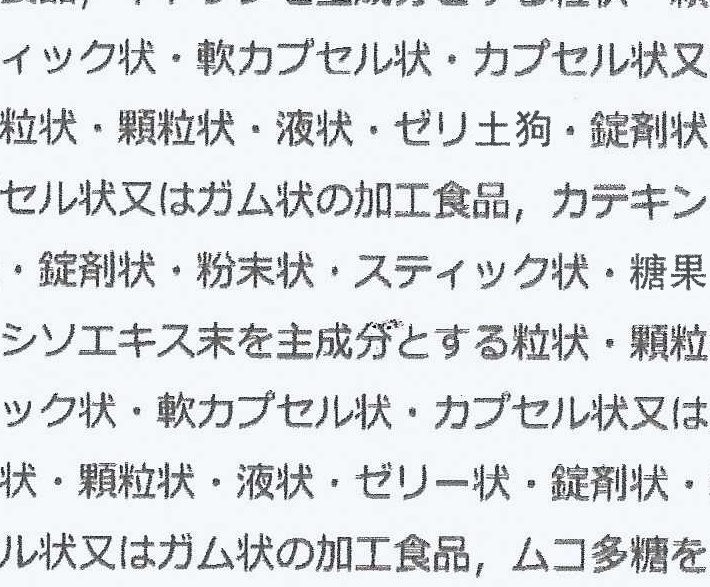 ィック状・軟カプセル状・カプセル状又
粒状・顆粒状・液状・ゼリ土狗・錠剤状
セル状又はガム状の加工食品，カテキン
・錠剤状・粉末状・スティック状・糖果
シソエキス末を主成分とする粒状・顆粒
ック状・軟カプセル状・カプセル状又は
状・顆粒状・液状・ゼリー状・錠剤状・
ル状又はガム状の加工食品，ムコ多糖を